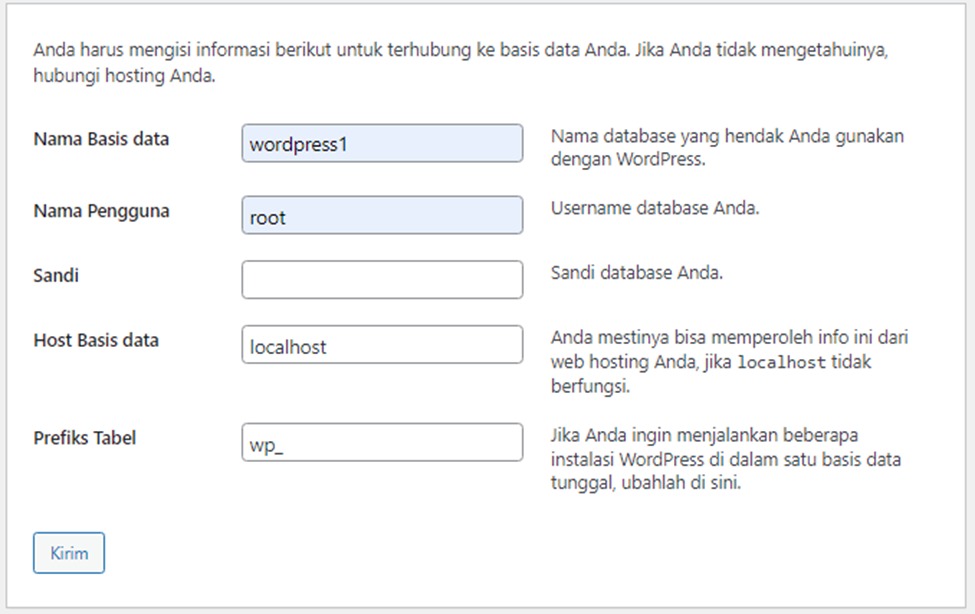 Anda harus mengisi informasi berikut untuk terhubung ke basis data Anda. Jika Anda tidak mengetahuinya,
hubungi hosting Anda.
Nama Basis data
wordpress1
Nama database yang hendak Anda gunakan
dengan WordPress.
Nama Pengguna
root
Username database Anda.
Sandi
Sandi database Anda.
Host Basis data
localhost
Anda mestinya bisa memperoleh info ini dari
web hosting Anda, jika localhost tidak
berfungsi.
Prefiks Tabel
wp_
Jika Anda ingin menjalankan beberapa
instalasi WordPress di dalam satu basis data
tunggal, ubahlah di sini.
Kirim